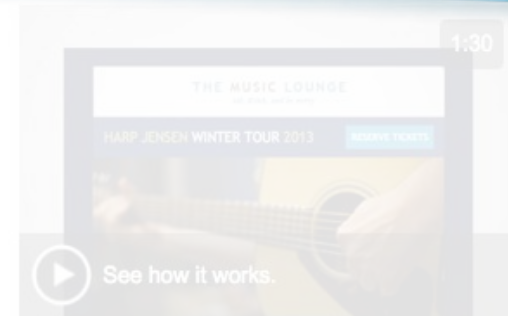 1:30
THE MUSIC LOUNGE
HARP JENSEN WINTER TOUR 2013
RESERVE TICKETS
See how it works.